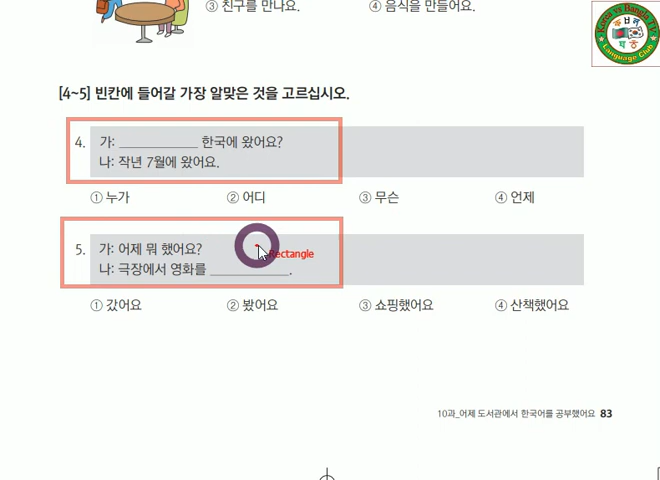 ③ 친구를 만나요. ④ 음식을 만들어요.
Korea vs Bangla TV
Language Club
[4~5] 빈칸에 들어갈 가장 알맞은 것을 고르십시오.
4. 가: ____________ 한국에 왔어요?
나: 작년 7월에 왔어요.
① 누가 ② 어디 ③ 무슨 ④ 언제
5. 가: 어제 뭐 했어요?
Rectangle
나: 극장에서 영화를 ____________.
① 갔어요 ② 봤어요 ③ 쇼핑했어요 ④ 산책했어요
10과_어제 도서관에서 한국어를 공부했어요 83